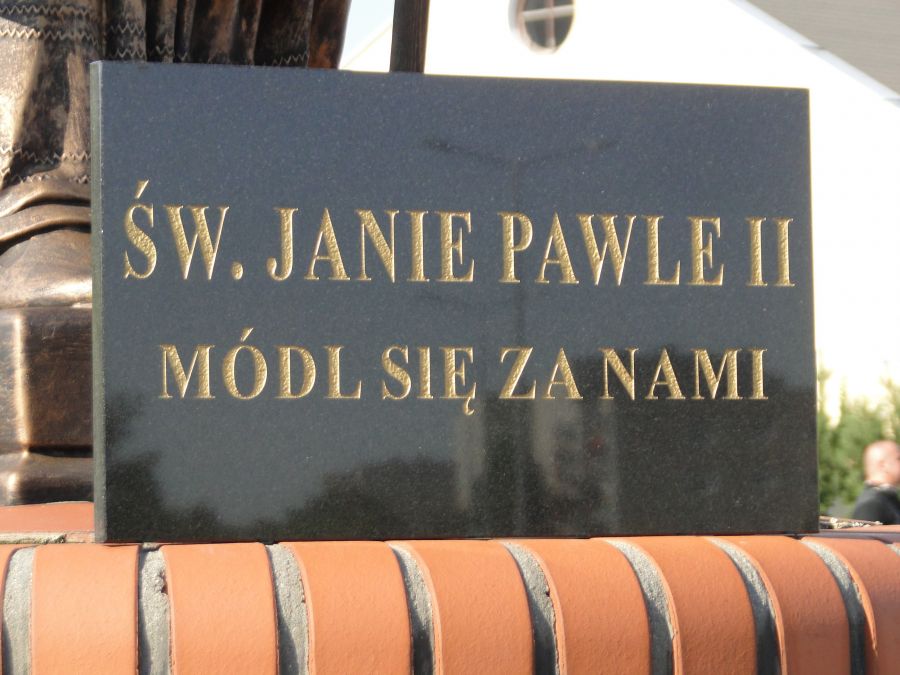 ŚW. JANIE PAWLE II
MÓDL SIĘ ZA NAMI